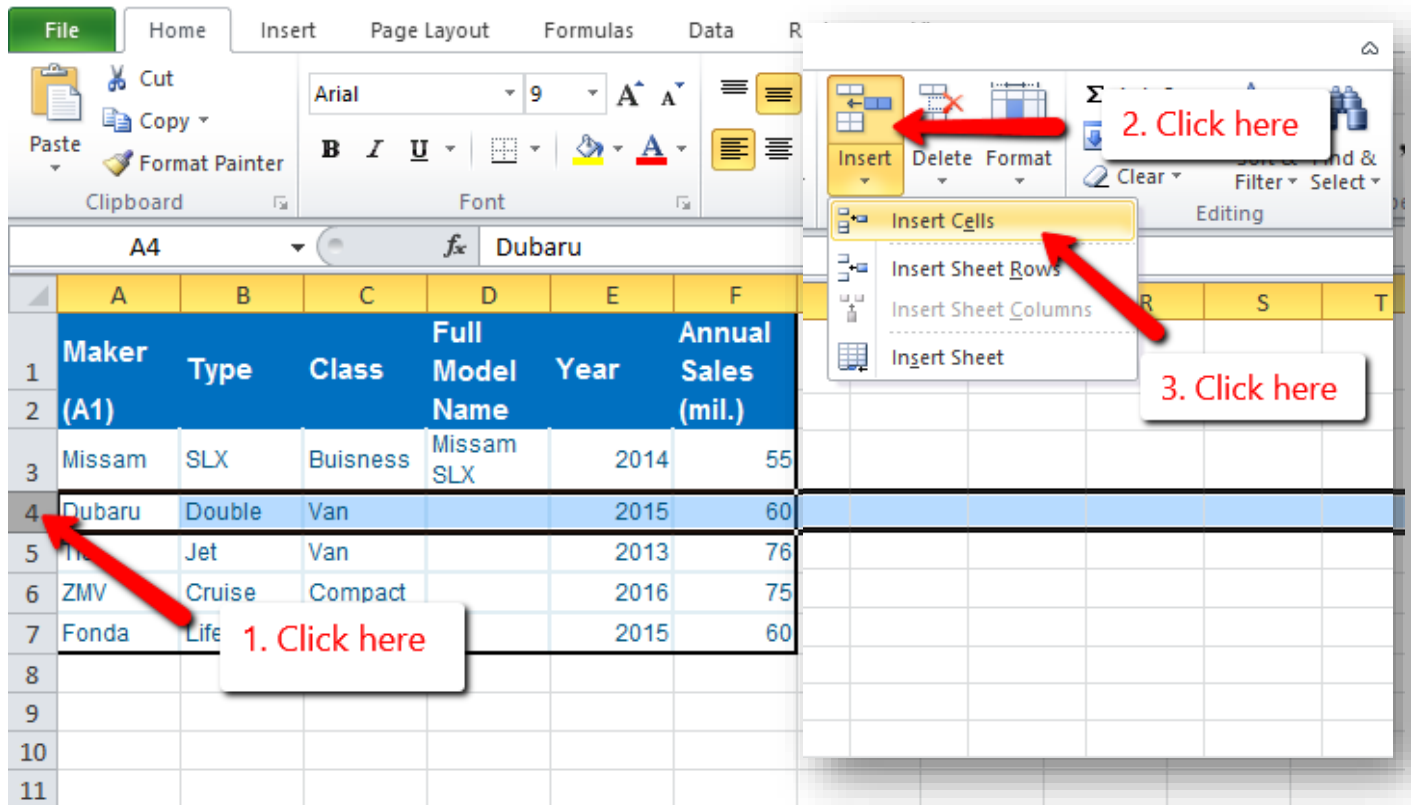 File Home Insert Page Layout Formulas Data
Cut
Copy
Paste
Format Painter
Clipboard
Arial 9 A A
B I U A
Font
Insert Delete Format
Σ
Clear
Filter Select
Editing
2. Click here
Insert Cells
Insert Sheet Rows
Insert Sheet Columns
Insert Sheet
3. Click here
A4 fx Dubaru
A B C D E F R S T
1 Maker Type Class Full Model Year Annual Sales
2 (A1) Name (mil.)
3 Missam SLX Buisness Missam SLX 2014 55
4 Dubaru Double Van 2015 60
5 Jet Van 2013 76
6 ZMV Cruise Compact 2016 75
7 Fonda 2015 60
1. Click here
8
9
10
11